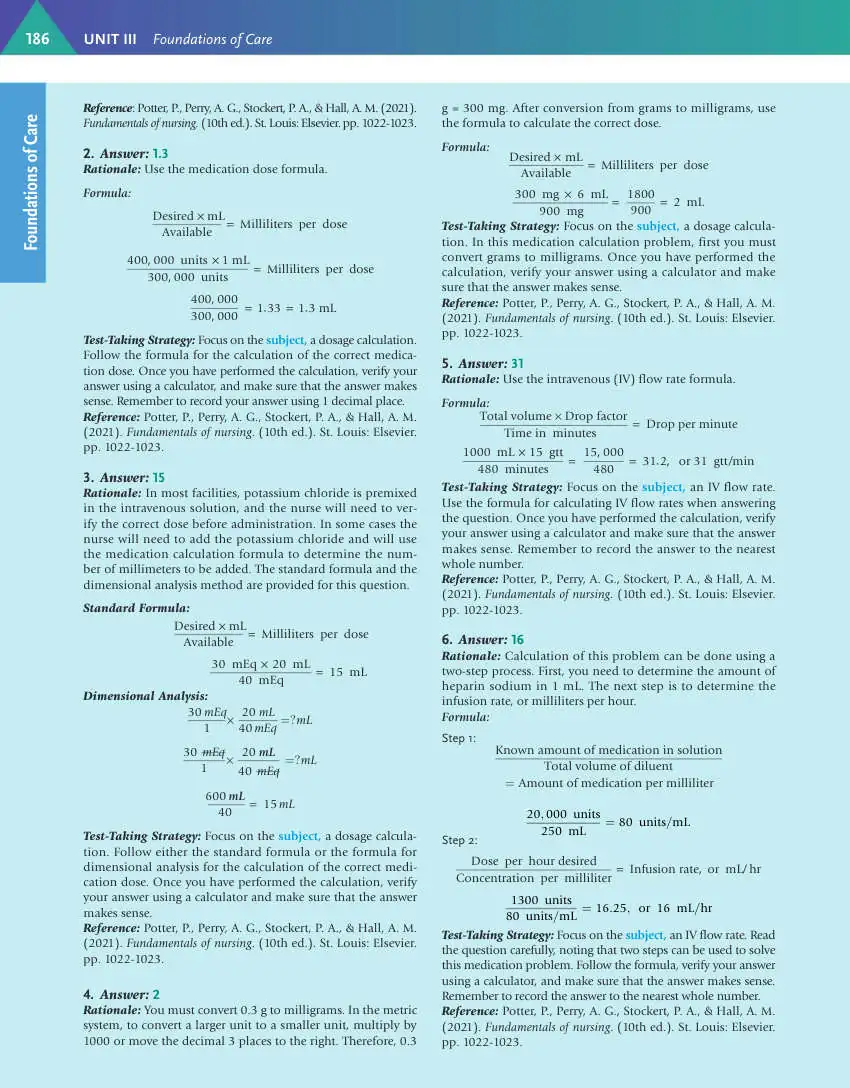 186 UNIT III Foundations of Care
Foundations of Care
Reference: Potter, P., Perry, A. G., Stockert, P. A., & Hall, A. M. (2021).
Fundamentals of nursing. (10th ed.). St. Louis: Elsevier. pp. 1022-1023.
2. Answer: 1.3
Rationale: Use the medication dose formula.
Formula:
Desired × mL
Available
= Milliliters per dose
400, 000 units × 1 mL
300, 000 units
= Milliliters per dose
400, 000
300, 000
= 1.33 = 1.3 mL
Test-Taking Strategy: Focus on the subject, a dosage calculation.
Follow the formula for the calculation of the correct medica-
tion dose. Once you have performed the calculation, verify your
answer using a calculator, and make sure that the answer makes
sense. Remember to record your answer using 1 decimal place.
Reference: Potter, P., Perry, A. G., Stockert, P. A., & Hall, A. M.
(2021). Fundamentals of nursing. (10th ed.). St. Louis: Elsevier.
pp. 1022-1023.
3. Answer: 15
Rationale: In most facilities, potassium chloride is premixed
in the intravenous solution, and the nurse will need to ver-
ify the correct dose before administration. In some cases the
nurse will need to add the potassium chloride and will use
the medication calculation formula to determine the num-
ber of millimeters to be added. The standard formula and the
dimensional analysis method are provided for this question.
Standard Formula:
Desired × mL
Available
= Milliliters per dose
30 mEq × 20 mL
40 mEq
= 15 mL
Dimensional Analysis:
30 mEq
1
×
20 mL
40 mEq
=?mL
30 mEq
1
×
20 mL
40 mEq
=?mL
600 mL
40
= 15 mL
Test-Taking Strategy: Focus on the subject, a dosage calcula-
tion. Follow either the standard formula or the formula for
dimensional analysis for the calculation of the correct medi-
cation dose. Once you have performed the calculation, verify
your answer using a calculator and make sure that the answer
makes sense.
Reference: Potter, P., Perry, A. G., Stockert, P. A., & Hall, A. M.
(2021). Fundamentals of nursing. (10th ed.). St. Louis: Elsevier.
pp. 1022-1023.
4. Answer: 2
Rationale: You must convert 0.3 g to milligrams. In the metric
system, to convert a larger unit to a smaller unit, multiply by
1000 or move the decimal 3 places to the right. Therefore, 0.3
g = 300 mg. After conversion from grams to milligrams, use
the formula to calculate the correct dose.
Formula:
Desired × mL
Available
= Milliliters per dose
300 mg × 6 mL
900 mg
=
1800
900
= 2 mL
Test-Taking Strategy: Focus on the subject, a dosage calcula-
tion. In this medication calculation problem, first you must
convert grams to milligrams. Once you have performed the
calculation, verify your answer using a calculator and make
sure that the answer makes sense.
Reference: Potter, P., Perry, A. G., Stockert, P. A., & Hall, A. M.
(2021). Fundamentals of nursing. (10th ed.). St. Louis: Elsevier.
pp. 1022-1023.
5. Answer: 31
Rationale: Use the intravenous (IV) flow rate formula.
Formula:
Total volume × Drop factor
Time in minutes
= Drop per minute
1000 mL × 15 gtt
480 minutes
=
15, 000
480
= 31.2, or 31 gtt/min
Test-Taking Strategy: Focus on the subject, an IV flow rate.
Use the formula for calculating IV flow rates when answering
the question. Once you have performed the calculation, verify
your answer using a calculator and make sure that the answer
makes sense. Remember to record the answer to the nearest
whole number.
Reference: Potter, P., Perry, A. G., Stockert, P. A., & Hall, A. M.
(2021). Fundamentals of nursing. (10th ed.). St. Louis: Elsevier.
pp. 1022-1023.
6. Answer: 16
Rationale: Calculation of this problem can be done using a
two-step process. First, you need to determine the amount of
heparin sodium in 1 mL. The next step is to determine the
infusion rate, or milliliters per hour.
Formula:
Step 1:
Known amount of medication in solution
Total volume of diluent
= Amount of medication per milliliter
20, 000 units
250 mL
= 80 units/mL
Step 2:
Dose per hour desired
Concentration per milliliter
= Infusion rate, or mL/ hr
1300 units
80 units/mL
= 16.25, or 16 mL/hr
Test-Taking Strategy: Focus on the subject, an IV flow rate. Read
the question carefully, noting that two steps can be used to solve
this medication problem. Follow the formula, verify your answer
using a calculator, and make sure that the answer makes sense.
Remember to record the answer to the nearest whole number.
Reference: Potter, P., Perry, A. G., Stockert, P. A., & Hall, A. M.
(2021). Fundamentals of nursing. (10th ed.). St. Louis: Elsevier.
pp. 1022-1023.